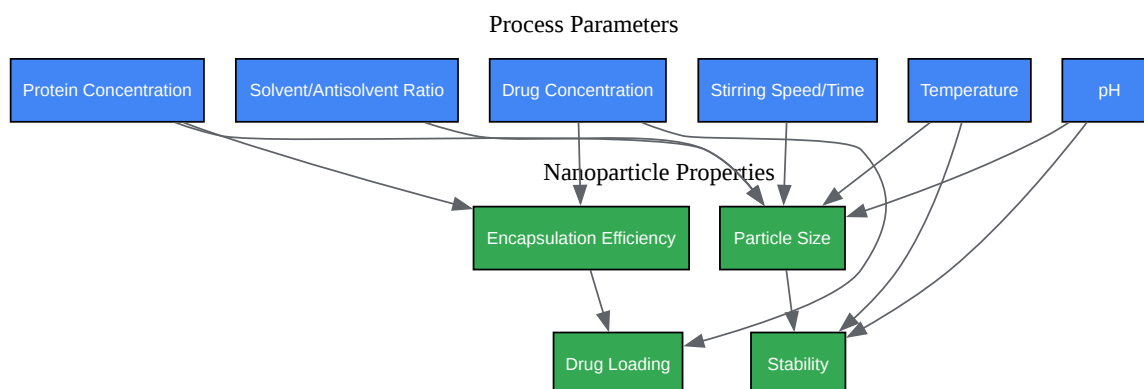 Process Parameters
Protein Concentration
Solvent/Antisolvent Ratio
Drug Concentration
Stirring Speed/Time
Temperature
pH
Nanoparticle Properties
Encapsulation Efficiency
Particle Size
Drug Loading
Stability